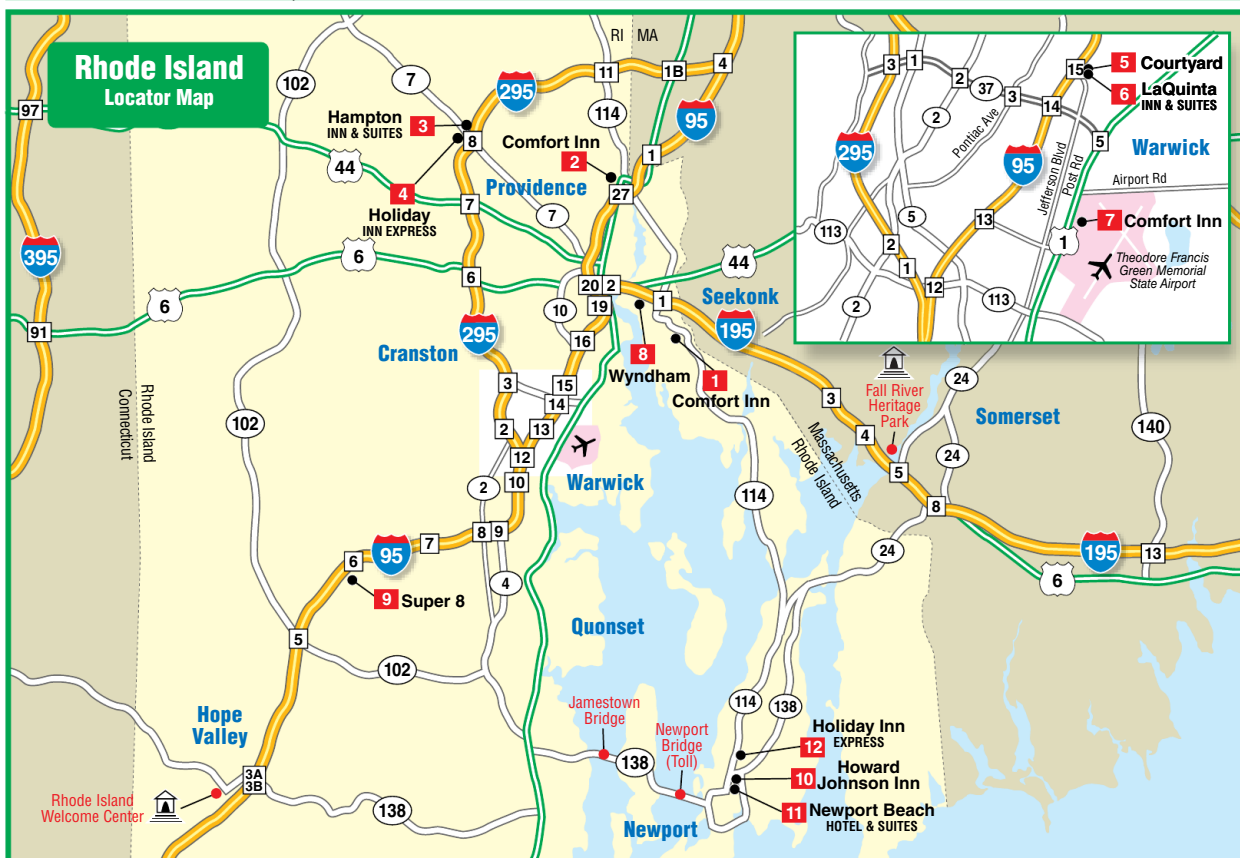 Rhode Island
Locator Map
RI
MA
102
7
295
11
1B
4
114
95
97
Hampton
INN & SUITES
3
8
Comfort Inn
2
1
44
Providence
27
4
Holiday
INN EXPRESS
7
7
395
6
6
6
44
20
2
1
Seekonk
91
10
19
195
Cranston
295
16
8
Wyndham
1
Comfort Inn
3
15
14
2
13
12
Warwick
10
2
Rhode Island
Connecticut
102
8
9
7
95
6
9
Super 8
4
5
102
Quonset
Hope
Valley
3A
3B
Rhode Island
Welcome Center
138
Jamestown
Bridge
138
Newport
Bridge
(Toll)
Newport
114
138
Holiday Inn
EXPRESS
12
10
Howard
Johnson Inn
11
Newport Beach
HOTEL & SUITES
114
24
Massachusetts
Rhode Island
3
4
5
8
Fall River
Heritage
Park
24
24
Somerset
140
195
13
6
3
1
2
37
3
15
5
Courtyard
6
LaQuinta
INN & SUITES
14
5
2
Pontiac Ave
295
95
Jefferson Blvd
Post Rd
Warwick
Airport Rd
5
13
113
2
1
1
7
Comfort Inn
12
113
2
Theodore Francis
Green Memorial
State Airport